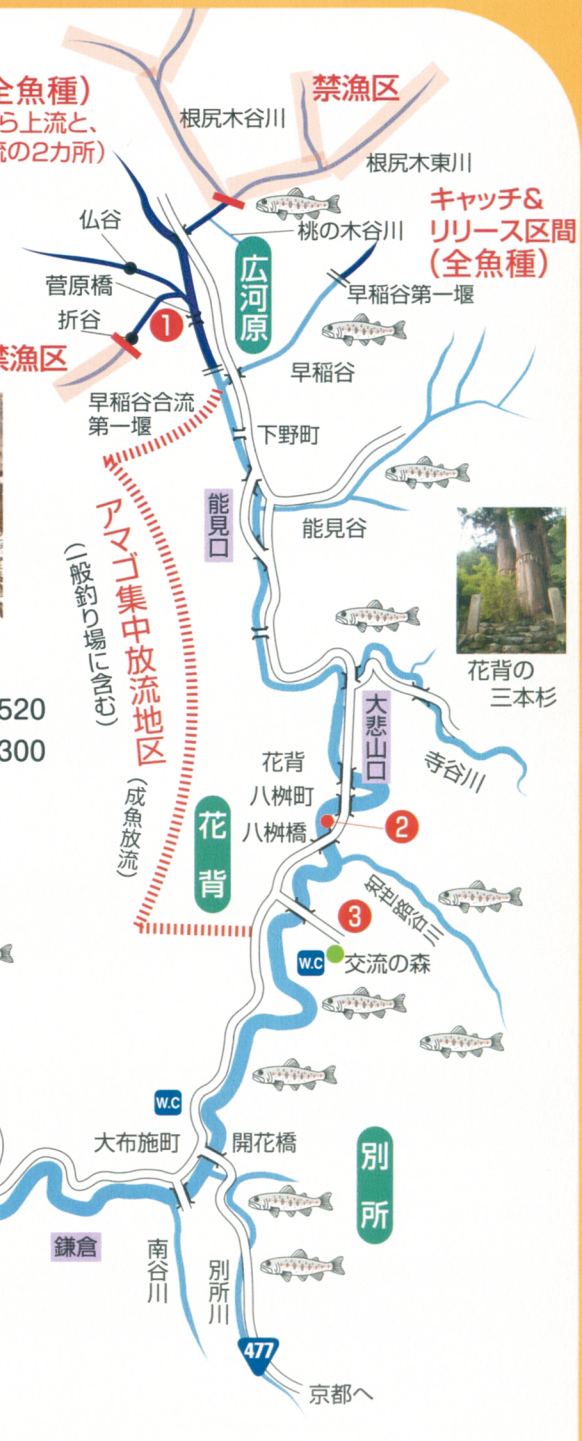 全魚種)
ら上流と、
流の2カ所)
禁漁区
根尻木谷川
根尻木東川
キャッチ&
リリース区間
(全魚種)
仏谷
桃の木谷川
広河原
菅原橋
早稲谷第一堰
折谷
1
禁漁区
早稲谷
早稲谷合流
第一堰
下野町
能見口
能見谷
アマゴ集中放流地区
(一般釣り場に含む)
(成魚放流)
花背の
三本杉
520
300
大悲山口
寺谷川
花背
八桝町
八桝橋
2
花背
知世路谷川
3
W.C
交流の森
W.C
大布施町
開花橋
別所
鎌倉
南谷川
別所川
477
京都へ